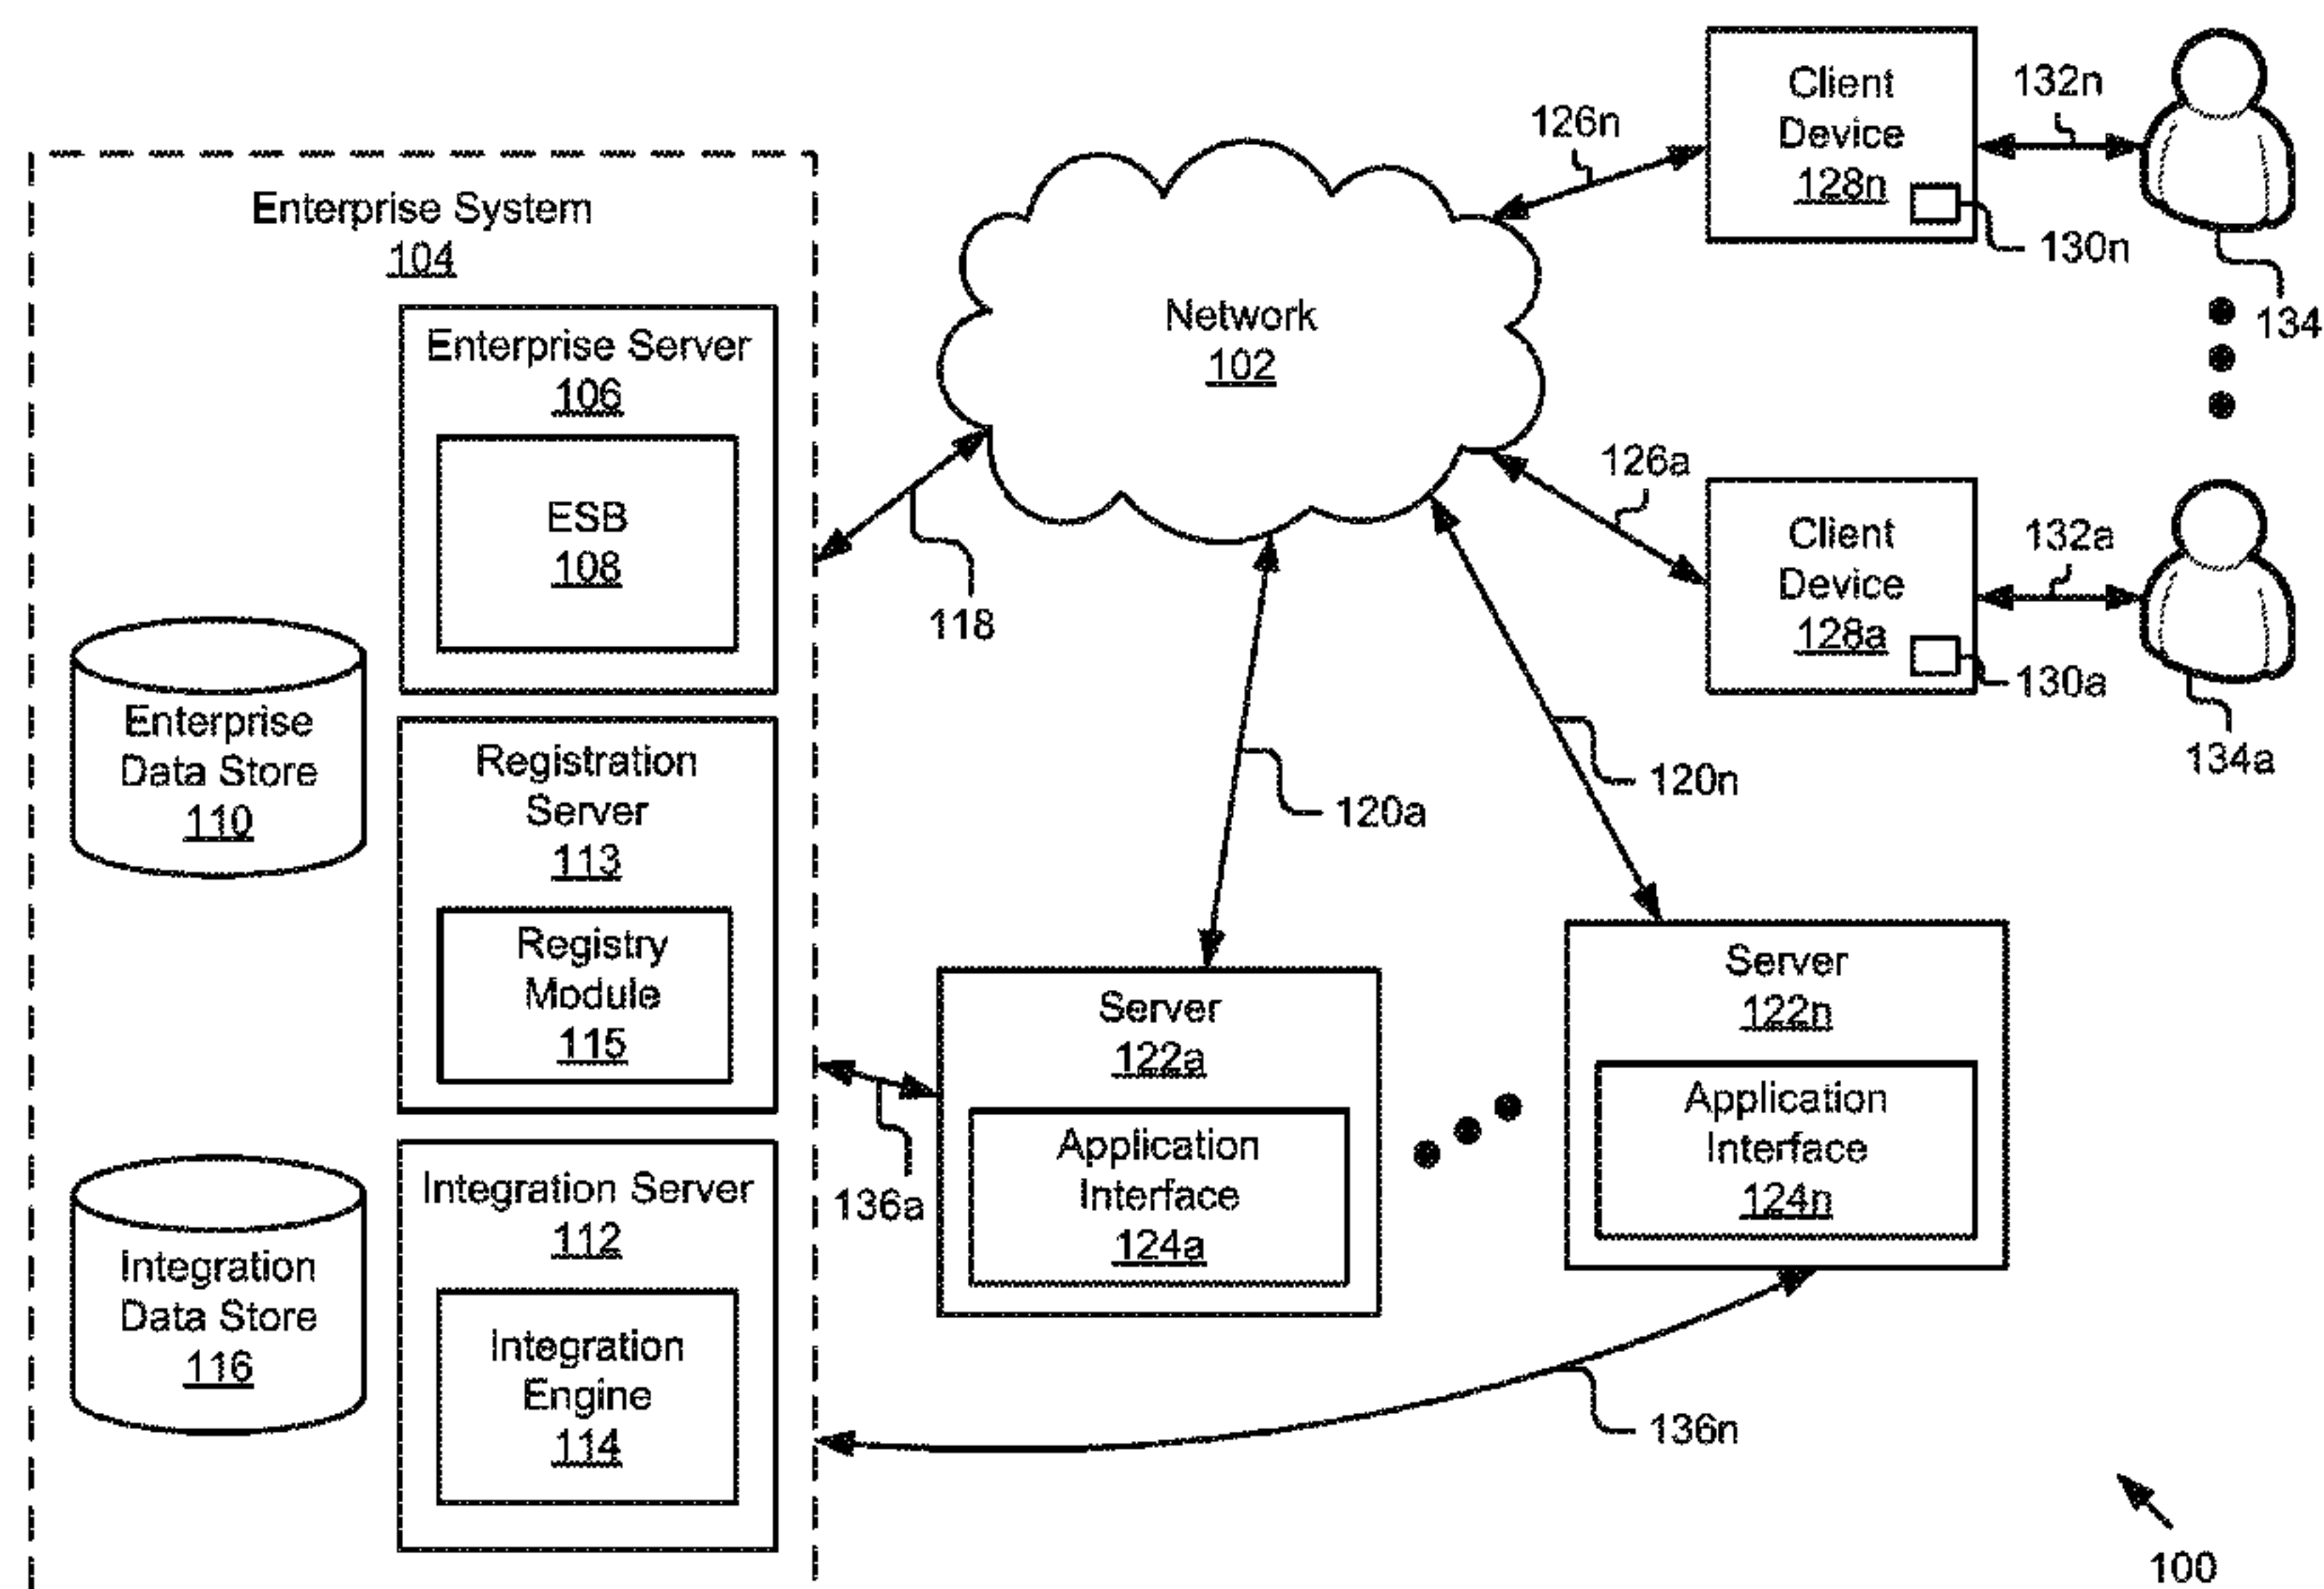 Enterprise System
104
Enterprise Server
106
ESB
108
Enterprise
Data Store
110
Registration
Server
113
Registry
Module
115
Integration Server
112
Integration
Engine
114
Integration
Data Store
116
Network
102
118
126n
Client
Device
128n
130n
132n
134
126a
Client
Device
128a
130a
132a
134a
120a
120n
Server
122a
Application
Interface
124a
136a
Server
122n
Application
Interface
124n
136n
100